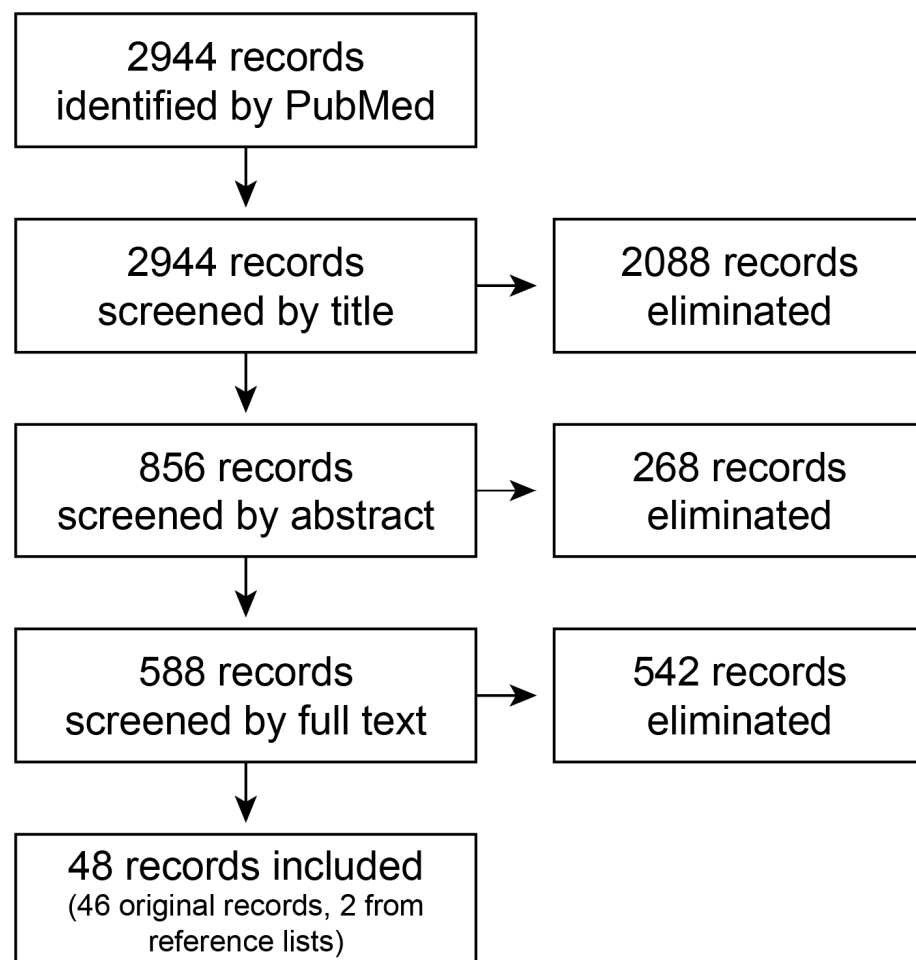 2944 records
identified by PubMed
2944 records
screened by title
2088 records
eliminated
856 records
screened by abstract
268 records
eliminated
588 records
screened by full text
542 records
eliminated
48 records included
(46 original records, 2 from
reference lists)